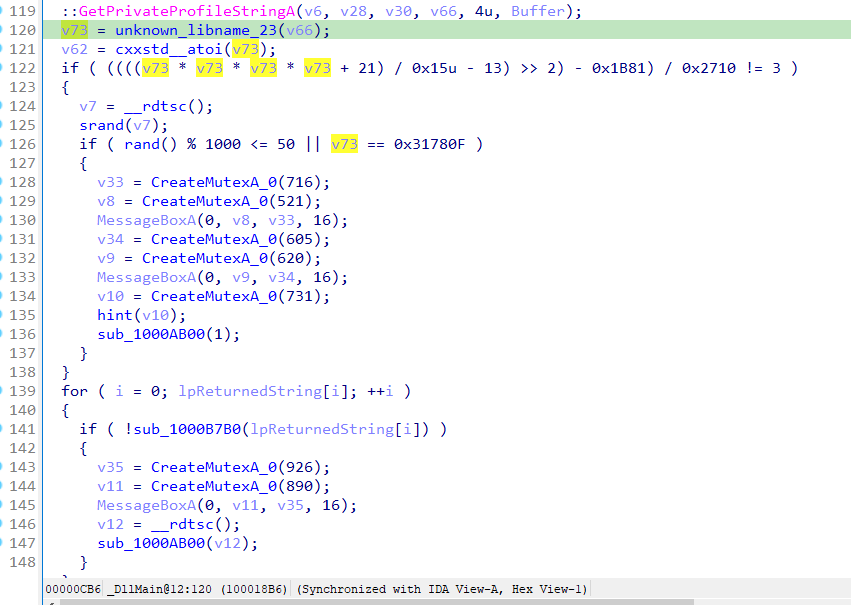 119 ::GetPrivateProfileStringA(v6, v28, v30, v66, 4u, Buffer);
120 v73 = unknown_libname_23(v66);
121 v62 = cxxstd__atoi(v73);
122 if ( ((((v73 * v73 * v73 * v73 + 21) / 0x15u - 13) >> 2) - 0x1B81) / 0x2710 != 3 )
123 {
124 v7 = __rdtsc();
125 srand(v7);
126 if ( rand() % 1000 <= 50 || v73 == 0x31780F )
127 {
128 v33 = CreateMutexA_0(716);
129 v8 = CreateMutexA_0(521);
130 MessageBoxA(0, v8, v33, 16);
131 v34 = CreateMutexA_0(605);
132 v9 = CreateMutexA_0(620);
133 MessageBoxA(0, v9, v34, 16);
134 v10 = CreateMutexA_0(731);
135 hint(v10);
136 sub_1000AB00(1);
137 }
138 }
139 for ( i = 0; lpReturnedString[i]; ++i )
140 {
141 if ( !sub_1000B7B0(lpReturnedString[i]) )
142 {
143 v35 = CreateMutexA_0(926);
144 v11 = CreateMutexA_0(890);
145 MessageBoxA(0, v11, v35, 16);
146 v12 = __rdtsc();
147 sub_1000AB00(v12);
148 }
00000CB6 _DllMain@12:120 (100018B6) (Synchronized with IDA View-A, Hex View-1)